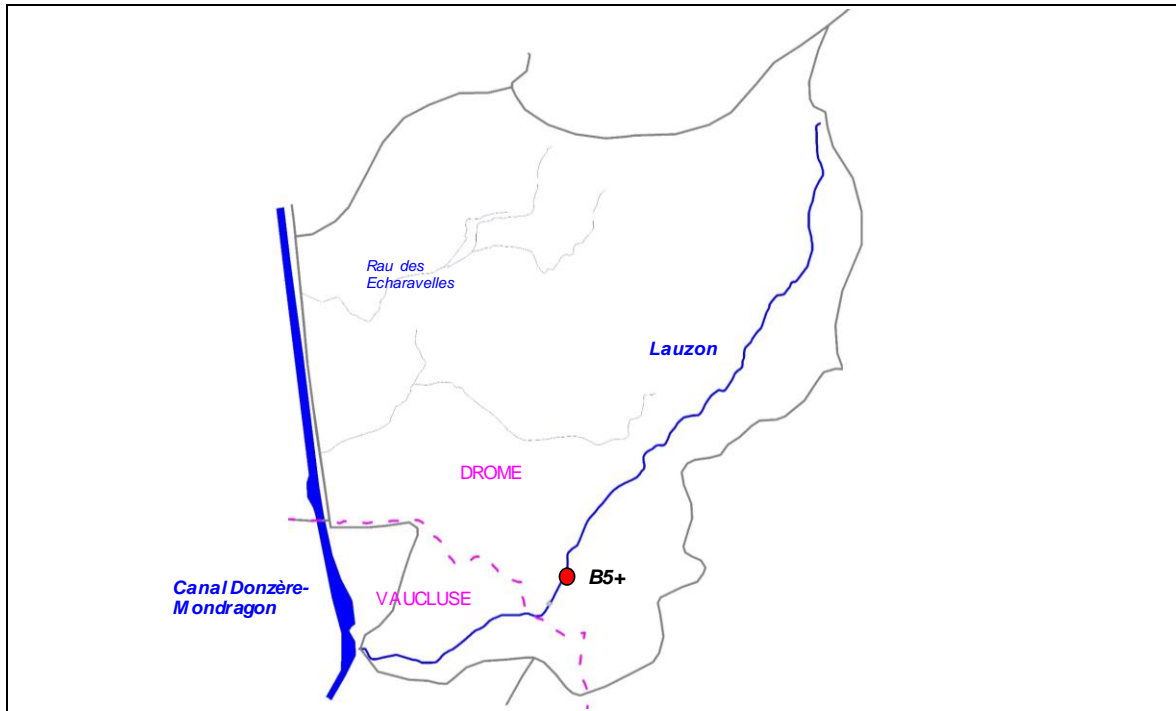 Rau des
Echaravelles
Lauzon
DROME
B5+
Canal Donzère-
Mondragon
VAUCLUSE